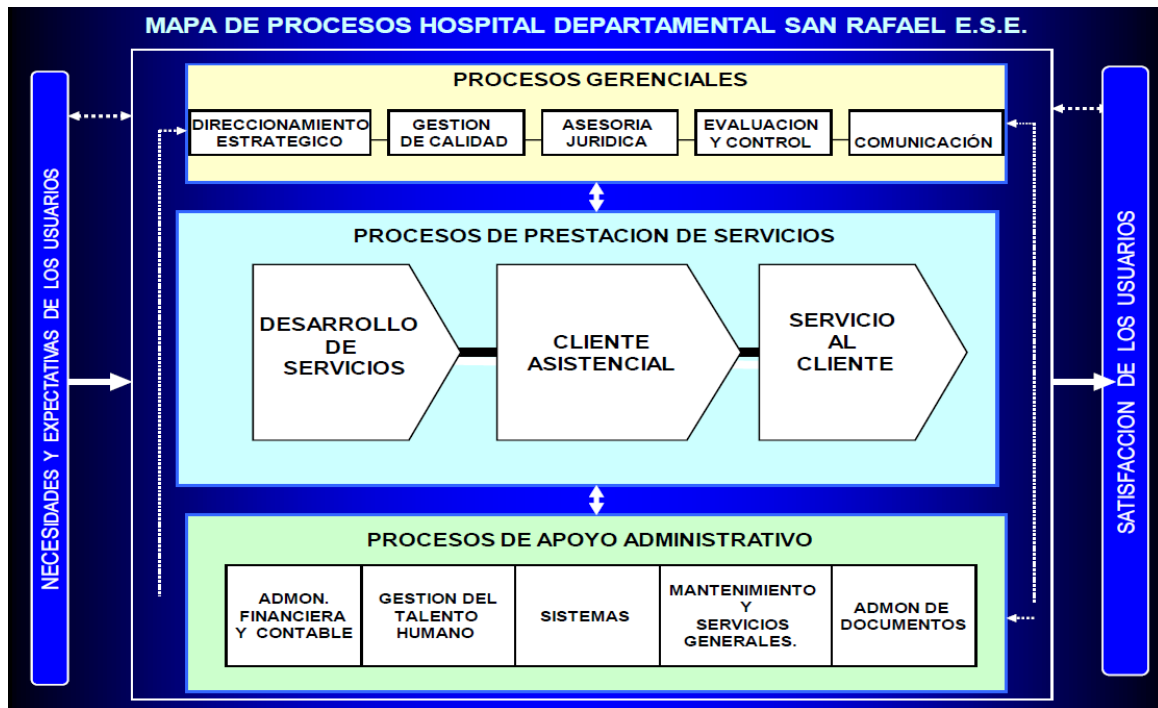 MAPA DE PROCESOS HOSPITAL DEPARTAMENTAL SAN RAFAEL E.S.E.
NECESIDADES Y EXPECTATIVAS DE LOS USUARIOS
PROCESOS GERENCIALES
DIRECCIONAMIENTO
ESTRATEGICO
GESTION
DE CALIDAD
ASESORIA
JURIDICA
EVALUACION
Y CONTROL
COMUNICACIÓN
PROCESOS DE PRESTACION DE SERVICIOS
DESARROLLO
DE
SERVICIOS
CLIENTE
ASISTENCIAL
SERVICIO
AL
CLIENTE
PROCESOS DE APOYO ADMINISTRATIVO
ADMON.
FINANCIERA
Y CONTABLE
GESTION DEL
TALENTO
HUMANO
SISTEMAS
MANTENIMIENTO
Y
SERVICIOS
GENERALES.
ADMON DE
DOCUMENTOS
SATISFACCION DE LOS USUARIOS